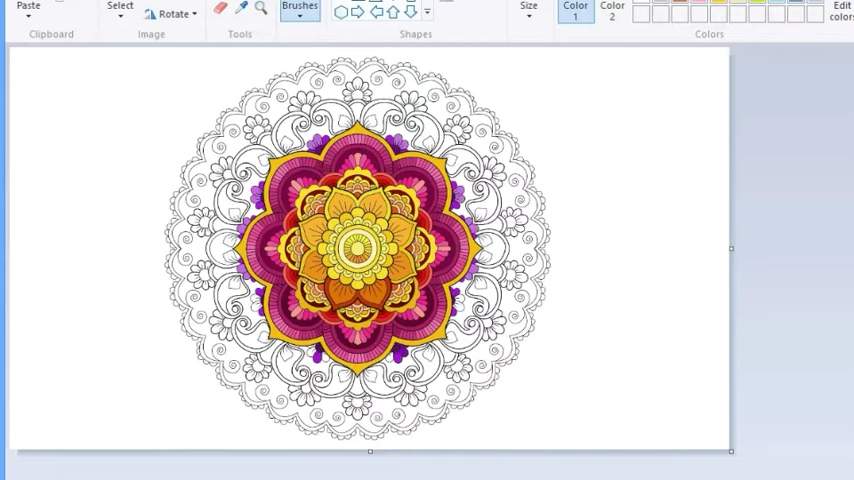 Paste
Select
Rotate
Brushes
Size
Color
1
Color
2
Edit
colors
Clipboard
Image
Tools
Shapes
Colors